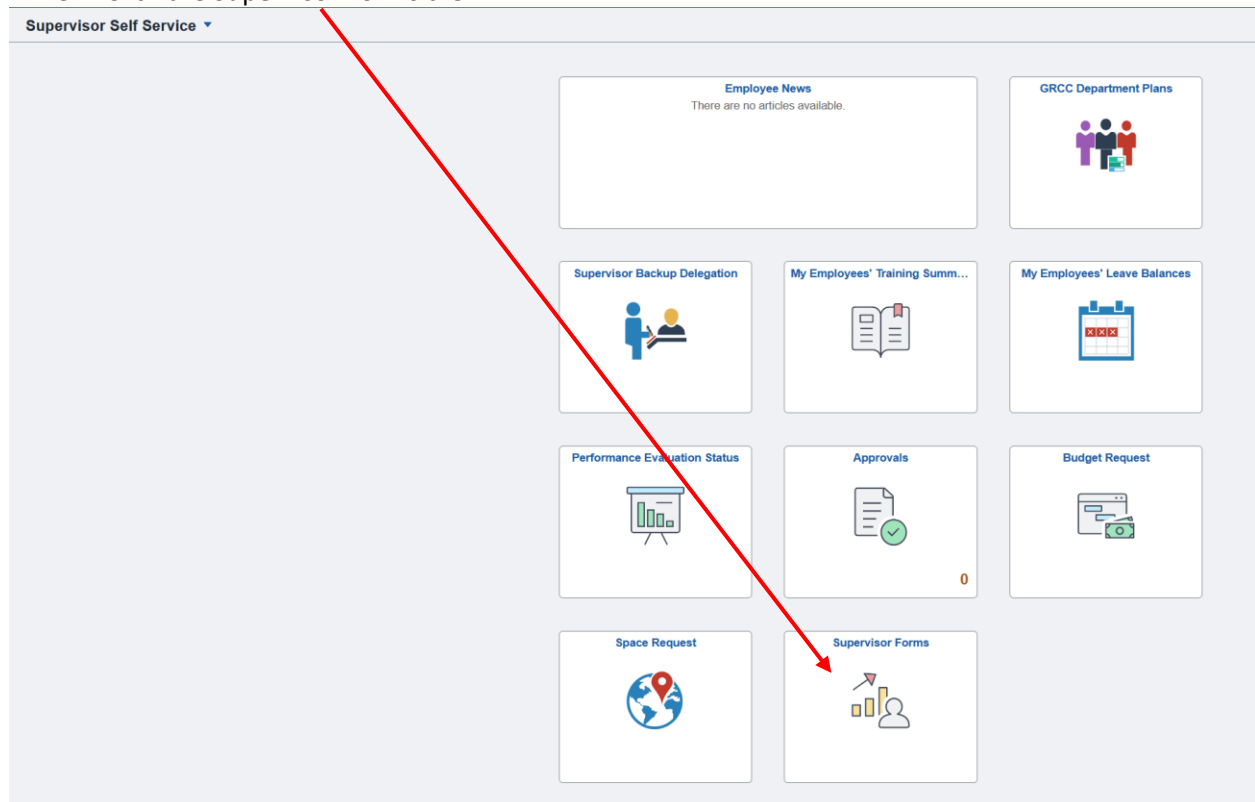 Supervisor Self Service
Employee News
There are no articles available.
GRCC Department Plans
Supervisor Backup Delegation
My Employees' Training Summ...
My Employees' Leave Balances
Performance Evaluation Status
Approvals
0
Budget Request
Space Request
Supervisor Forms